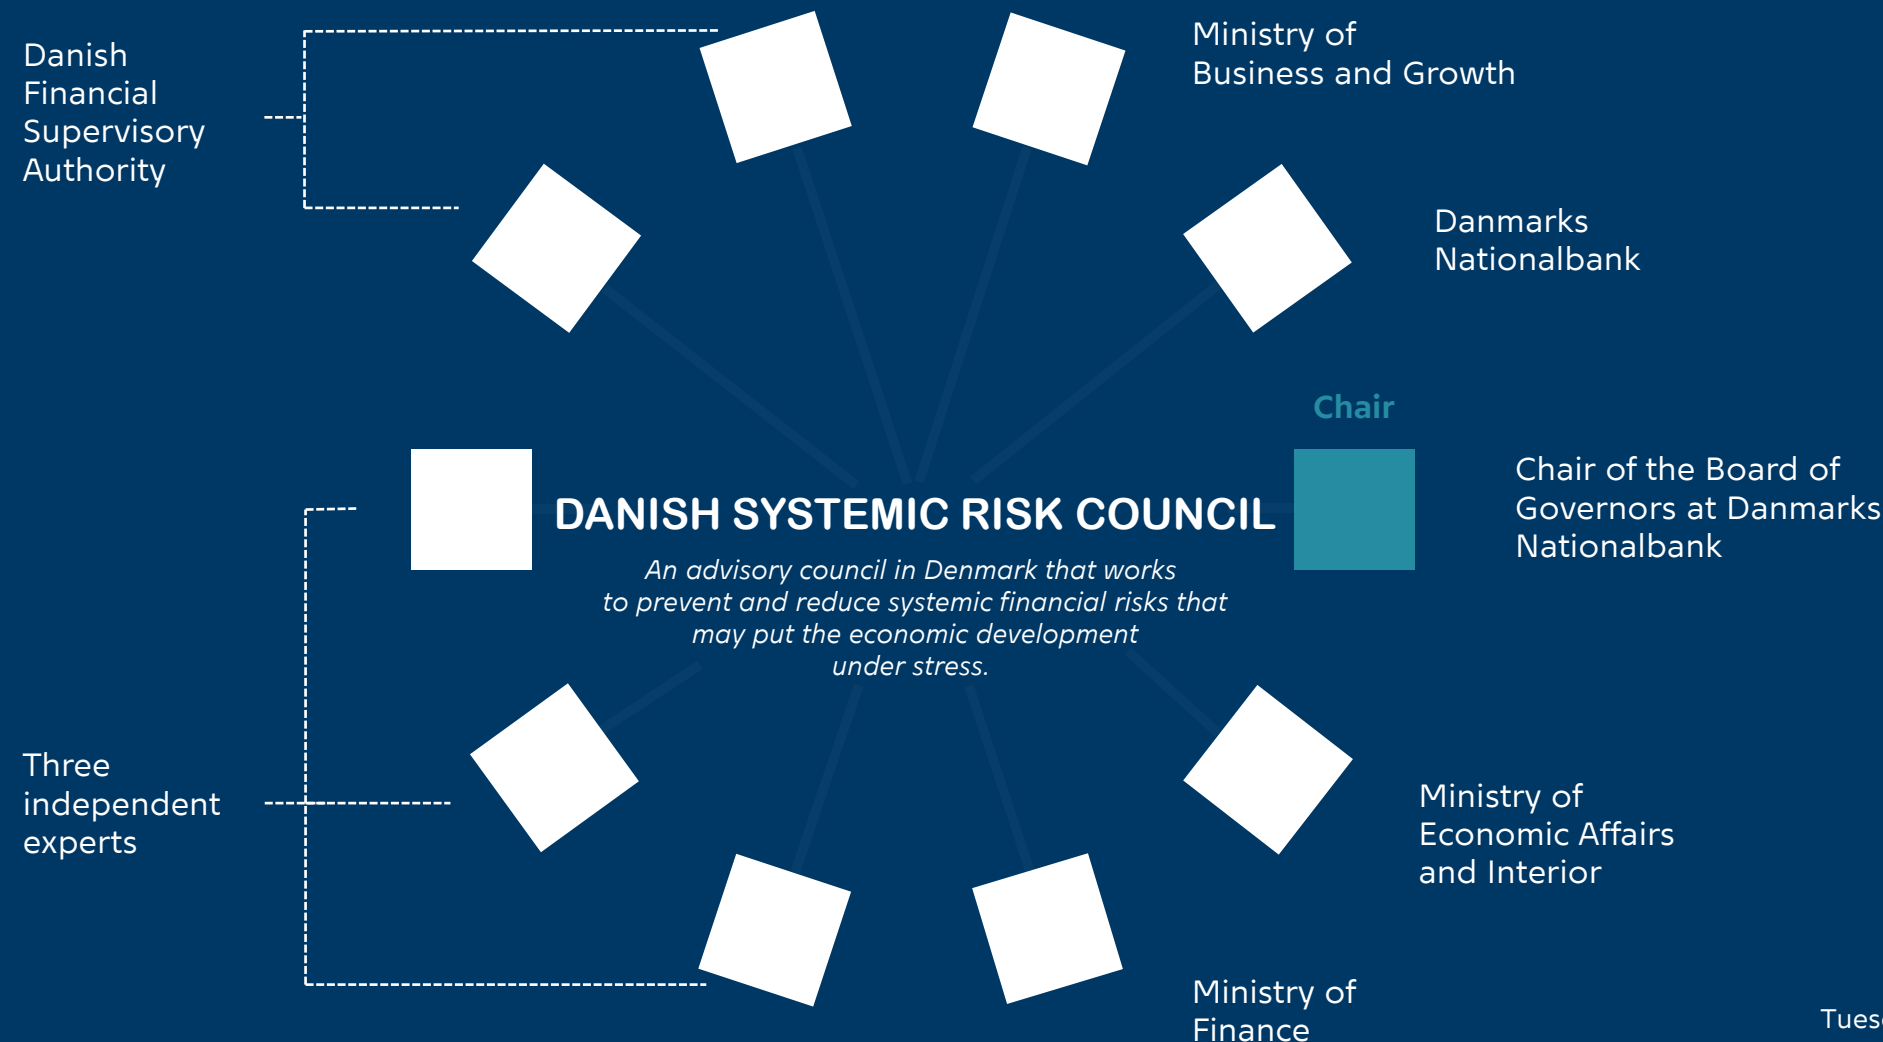 Danish
Financial
Supervisory
Authority
Ministry of
Business and Growth
Danmarks
Nationalbank
Chair
Chair of the Board of
Governors at Danmarks
Nationalbank
DANISH SYSTEMIC RISK COUNCIL
An advisory council in Denmark that works
to prevent and reduce systemic financial risks that
may put the economic development
under stress.
Three
independent
experts
Ministry of
Economic Affairs
and Interior
Ministry of
Finance